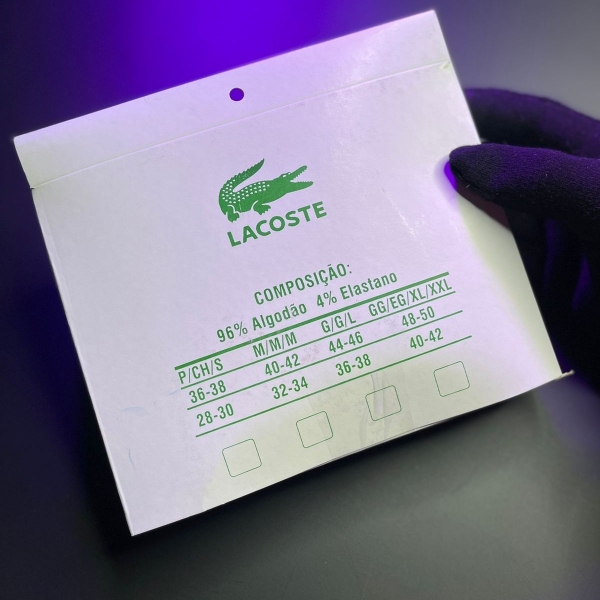 LACOSTE
COMPOSIÇÃO:
96% Algodão 4% Elastano
P/CH/S M/M/M G/G/L GG/EG/XL/XXL
36-38 40-42 44-46 48-50
28-30 32-34 36-38 40-42